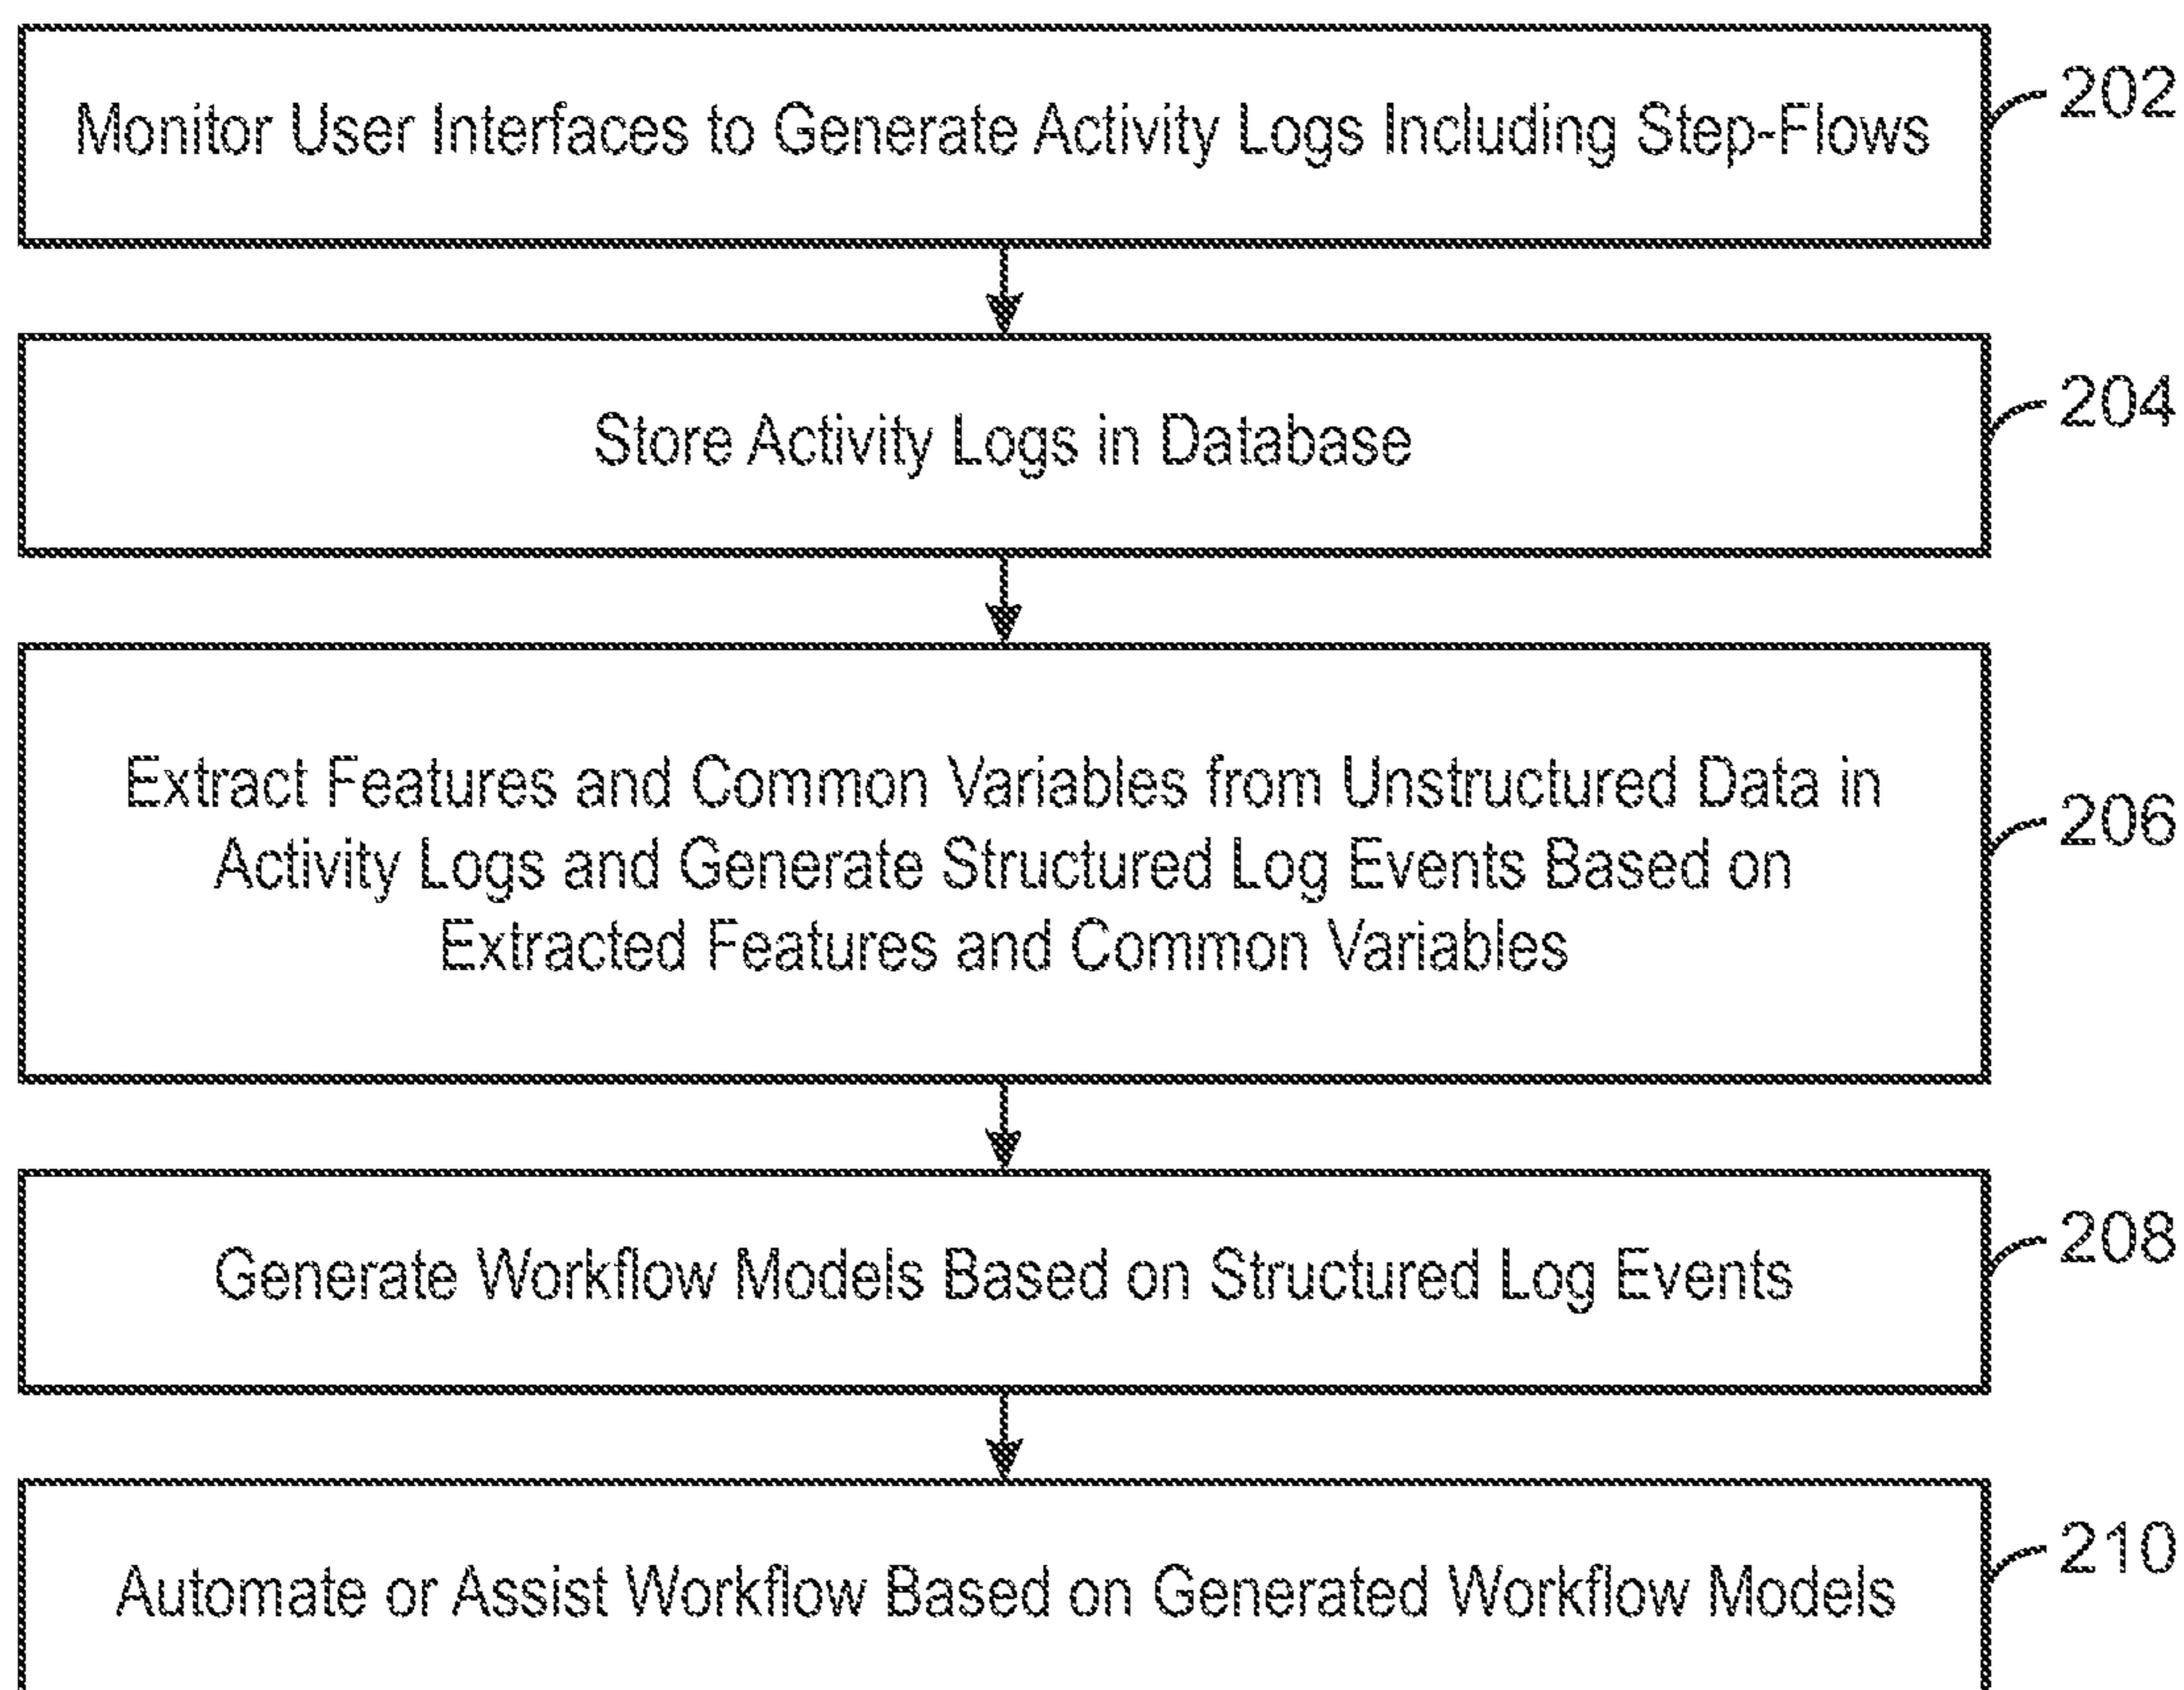 Monitor User Interfaces to Generate Activity Logs Including Step-Flows
202
Store Activity Logs in Database
204
Extract Features and Common Variables from Unstructured Data in
Activity Logs and Generate Structured Log Events Based on
Extracted Features and Common Variables
206
Generate Workflow Models Based on Structured Log Events
208
Automate or Assist Workflow Based on Generated Workflow Models
210